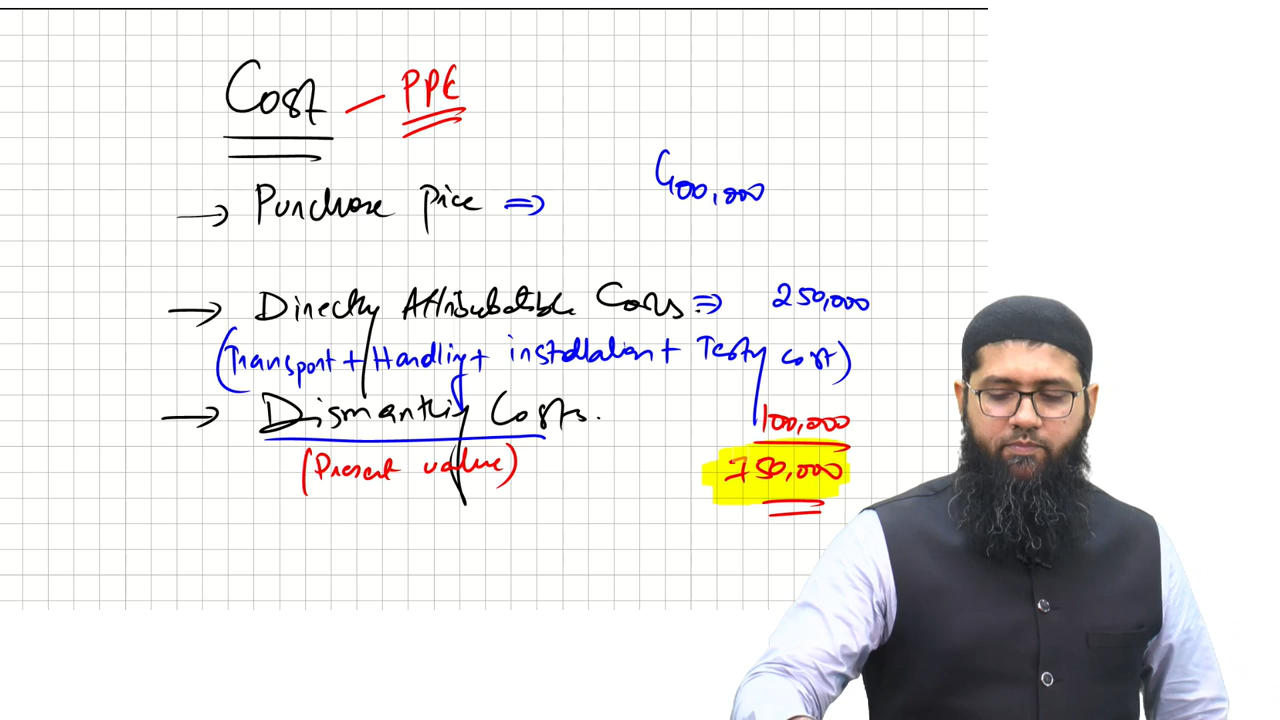 Cost — PPE
→ Purchase price ⇒ 400,000
→ Directly Attributable Costs ⇒ 250,000
(Transport + Handling + installation + Testing cost)
→ Dismantling Costs. 100,000
(Present value) 750,000